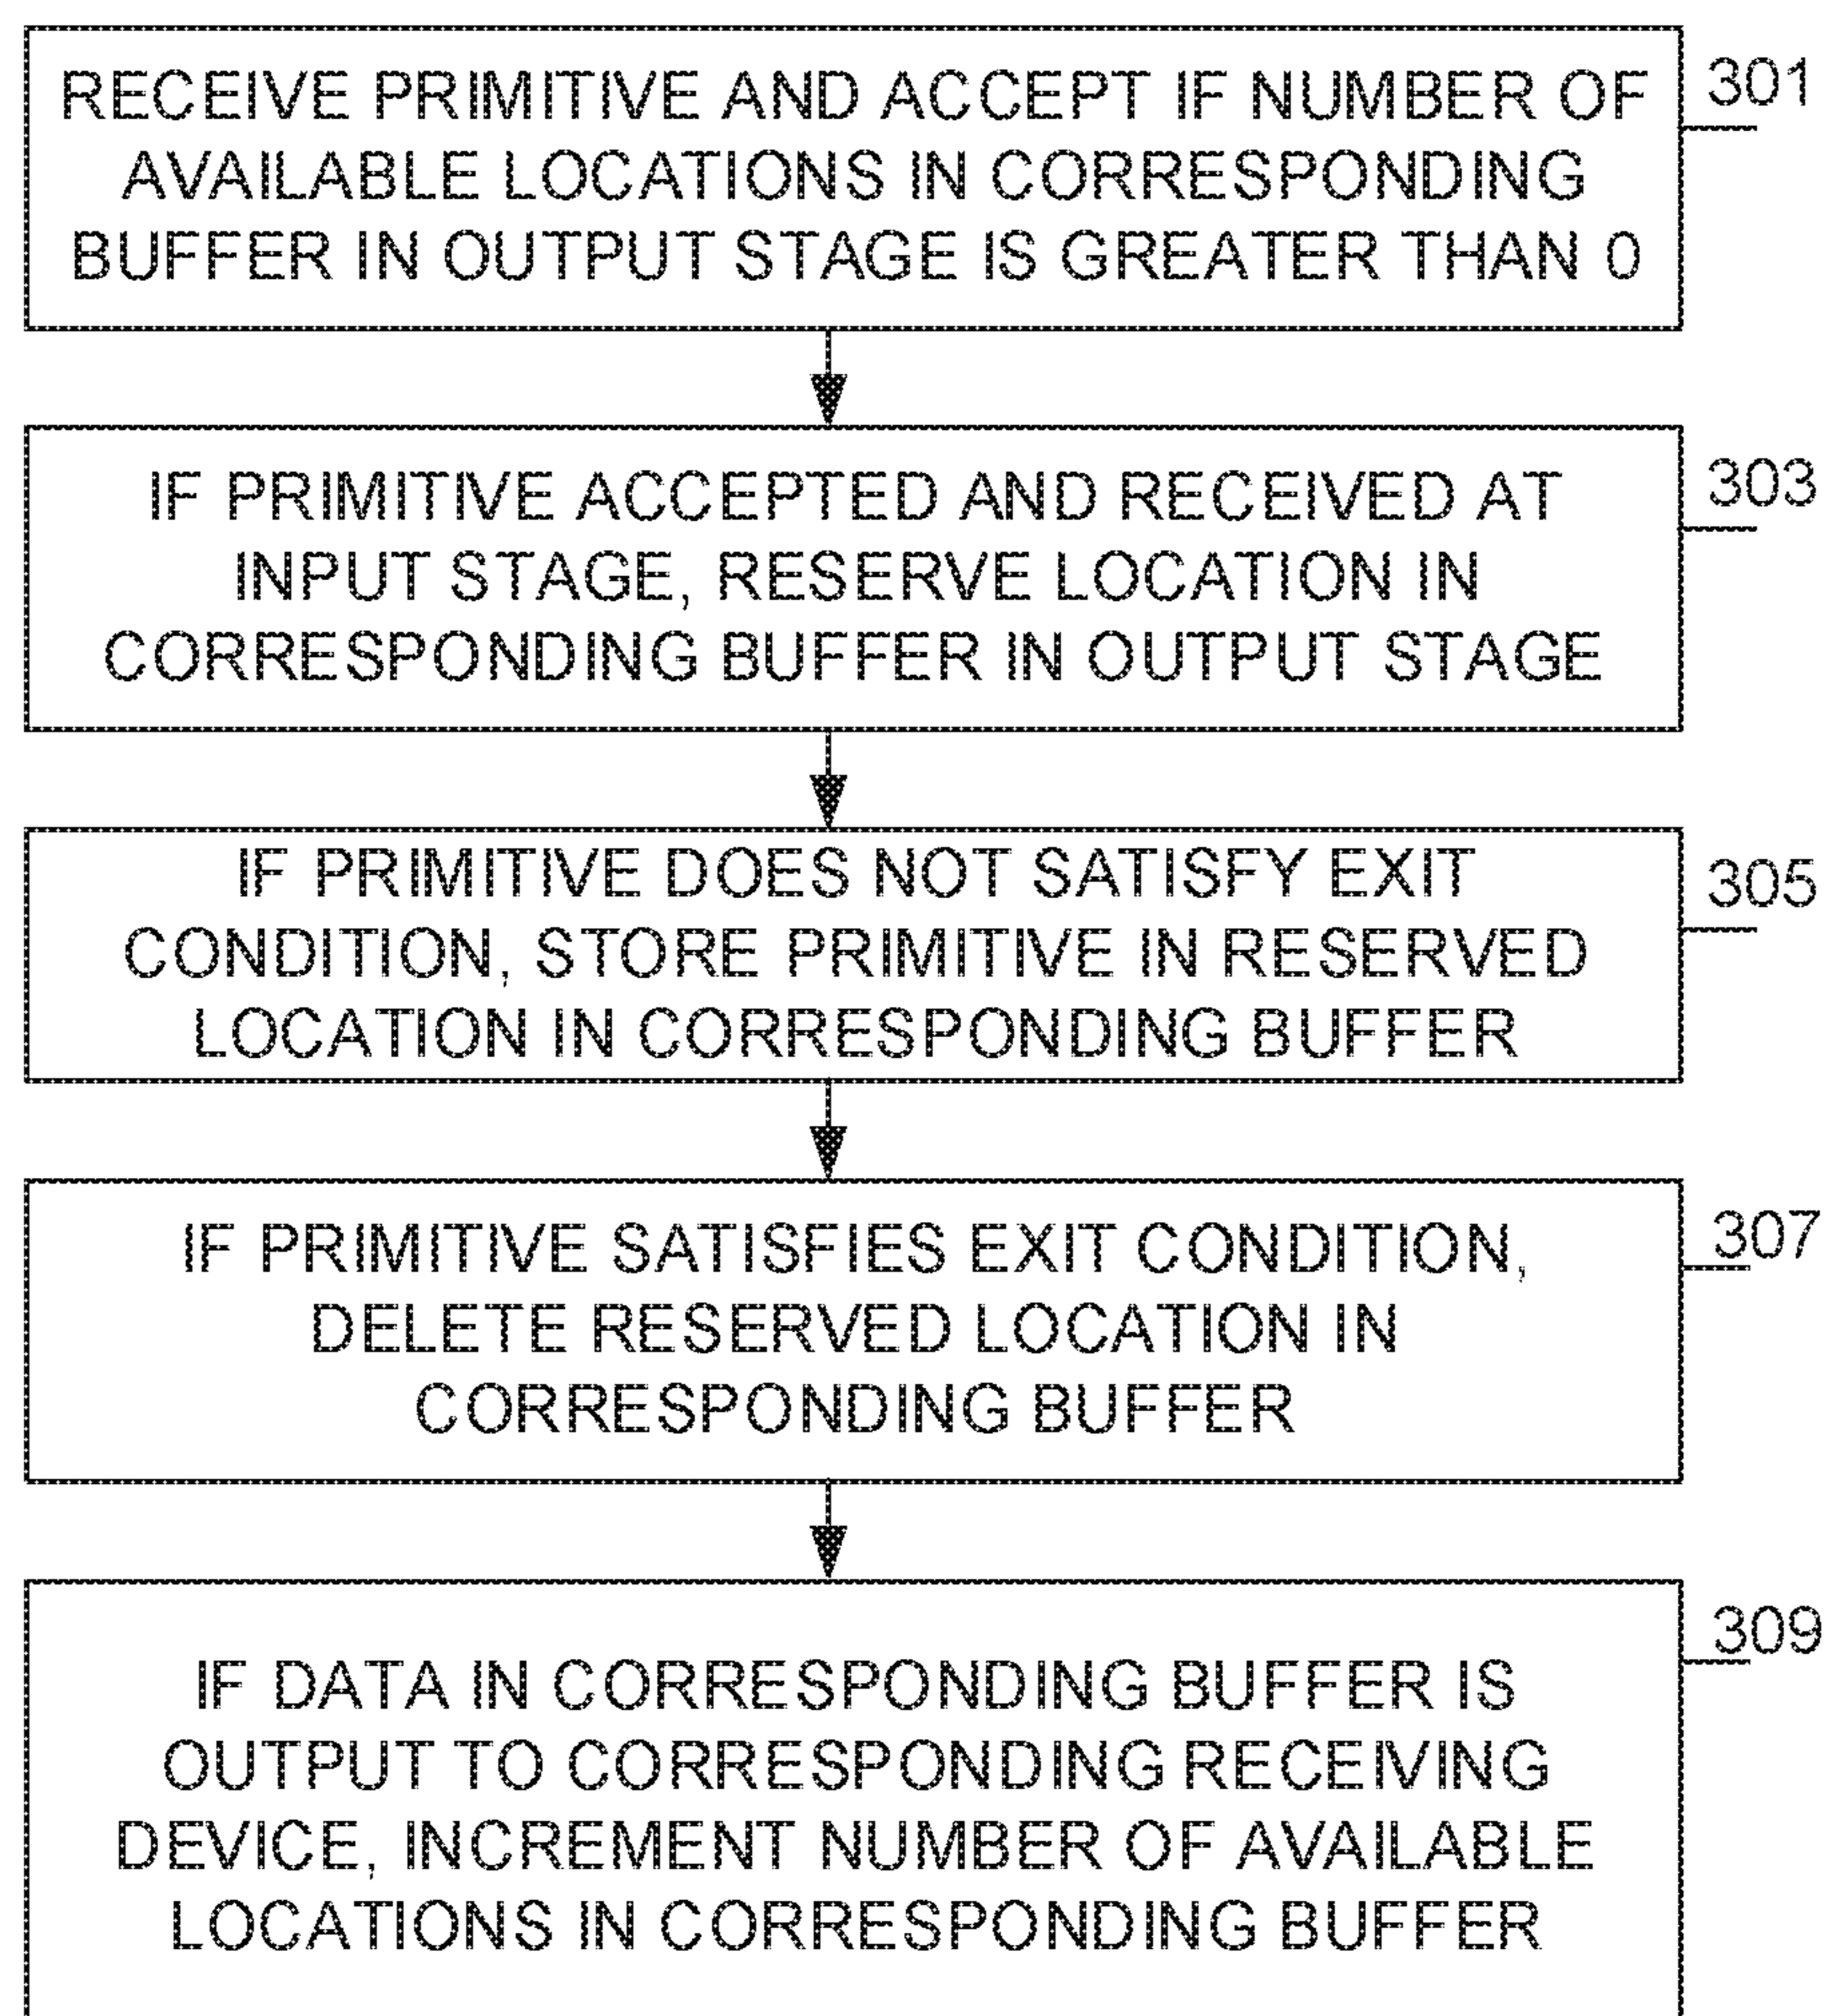 RECEIVE PRIMITIVE AND ACCEPT IF NUMBER OF
AVAILABLE LOCATIONS IN CORRESPONDING
BUFFER IN OUTPUT STAGE IS GREATER THAN 0
301
IF PRIMITIVE ACCEPTED AND RECEIVED AT
INPUT STAGE, RESERVE LOCATION IN
CORRESPONDING BUFFER IN OUTPUT STAGE
303
IF PRIMITIVE DOES NOT SATISFY EXIT
CONDITION, STORE PRIMITIVE IN RESERVED
LOCATION IN CORRESPONDING BUFFER
305
IF PRIMITIVE SATISFIES EXIT CONDITION,
DELETE RESERVED LOCATION IN
CORRESPONDING BUFFER
307
IF DATA IN CORRESPONDING BUFFER IS
OUTPUT TO CORRESPONDING RECEIVING
DEVICE, INCREMENT NUMBER OF AVAILABLE
LOCATIONS IN CORRESPONDING BUFFER
309